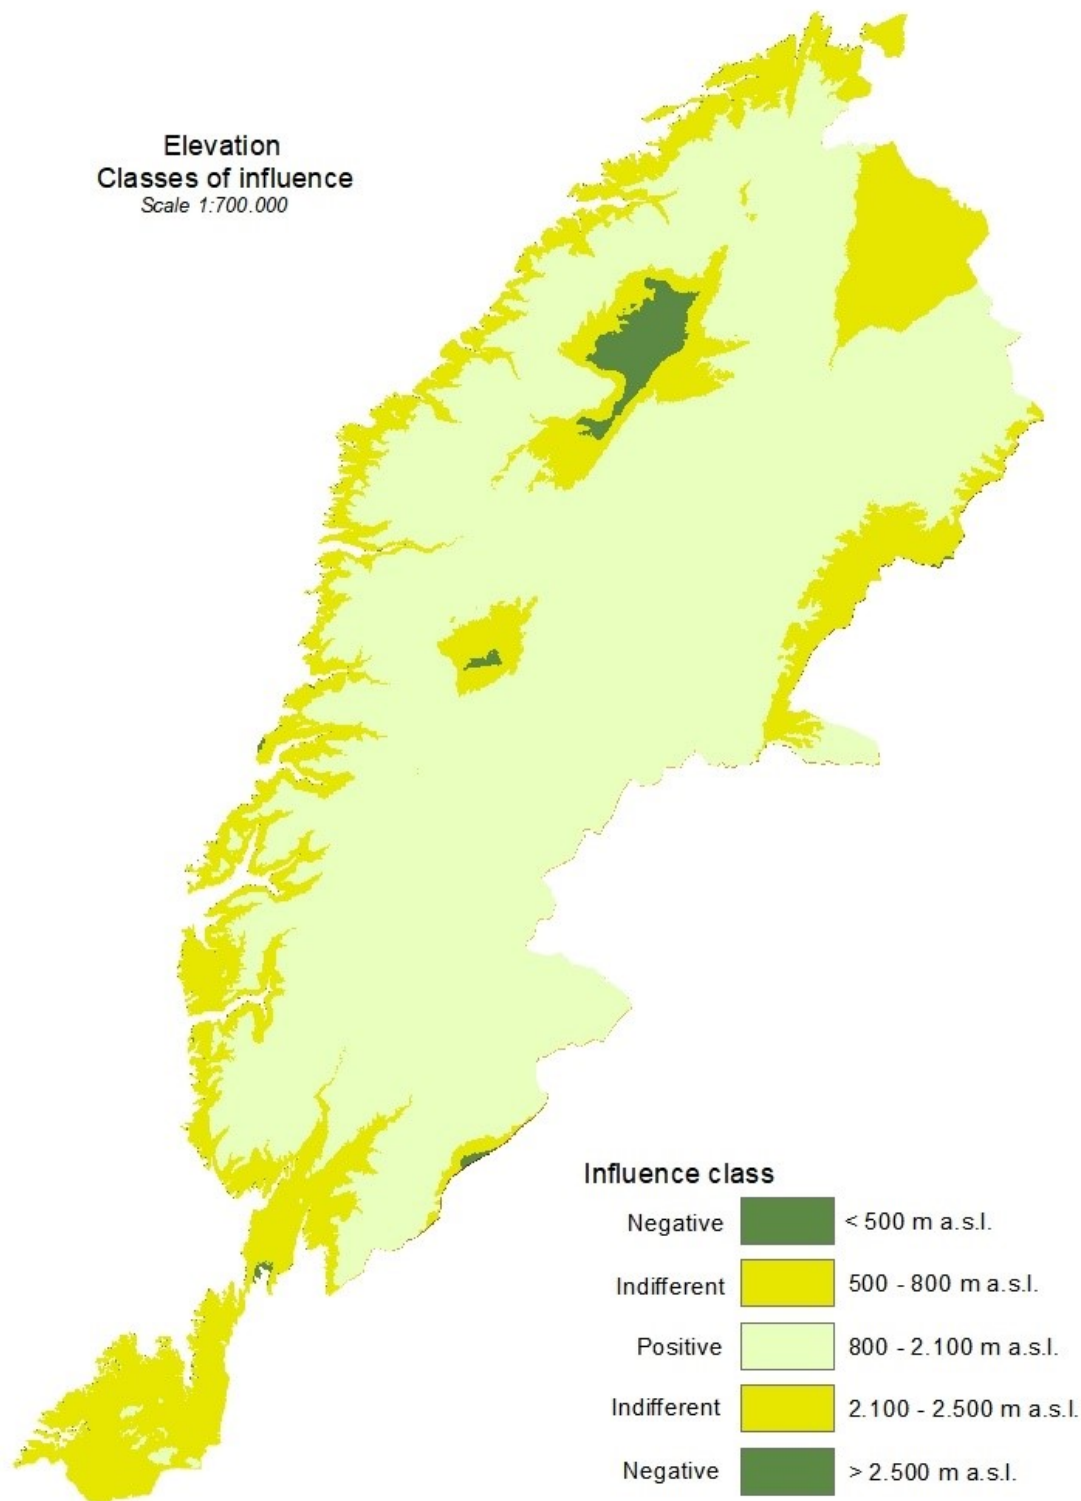 Elevation
Classes of influence
Scale 1:700.000
Influence class
Negative < 500 m a.s.l.
Indifferent 500 - 800 m a.s.l.
Positive 800 - 2.100 m a.s.l.
Indifferent 2.100 - 2.500 m a.s.l.
Negative > 2.500 m a.s.l.